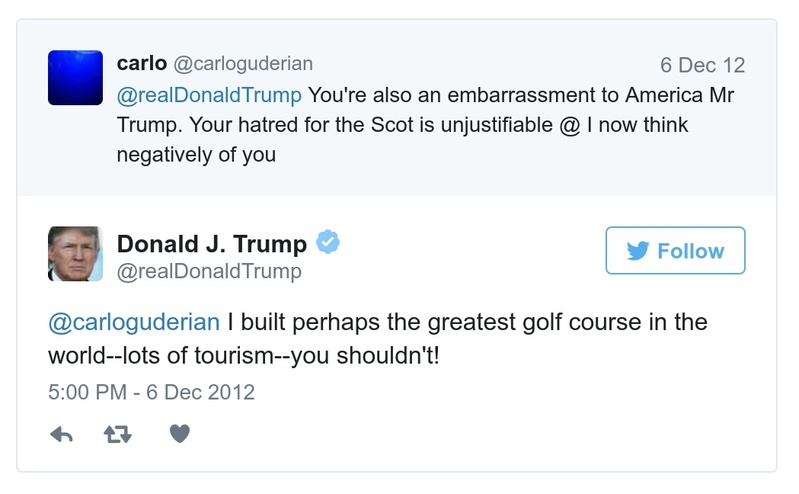 carlo @carloguderian 6 Dec 12
@realDonaldTrump You're also an embarrassment to America Mr
Trump. Your hatred for the Scot is unjustifiable @ I now think
negatively of you
Donald J. Trump
@realDonaldTrump
Follow
@carloguderian I built perhaps the greatest golf course in the
world--lots of tourism--you shouldn't!
5:00 PM - 6 Dec 2012